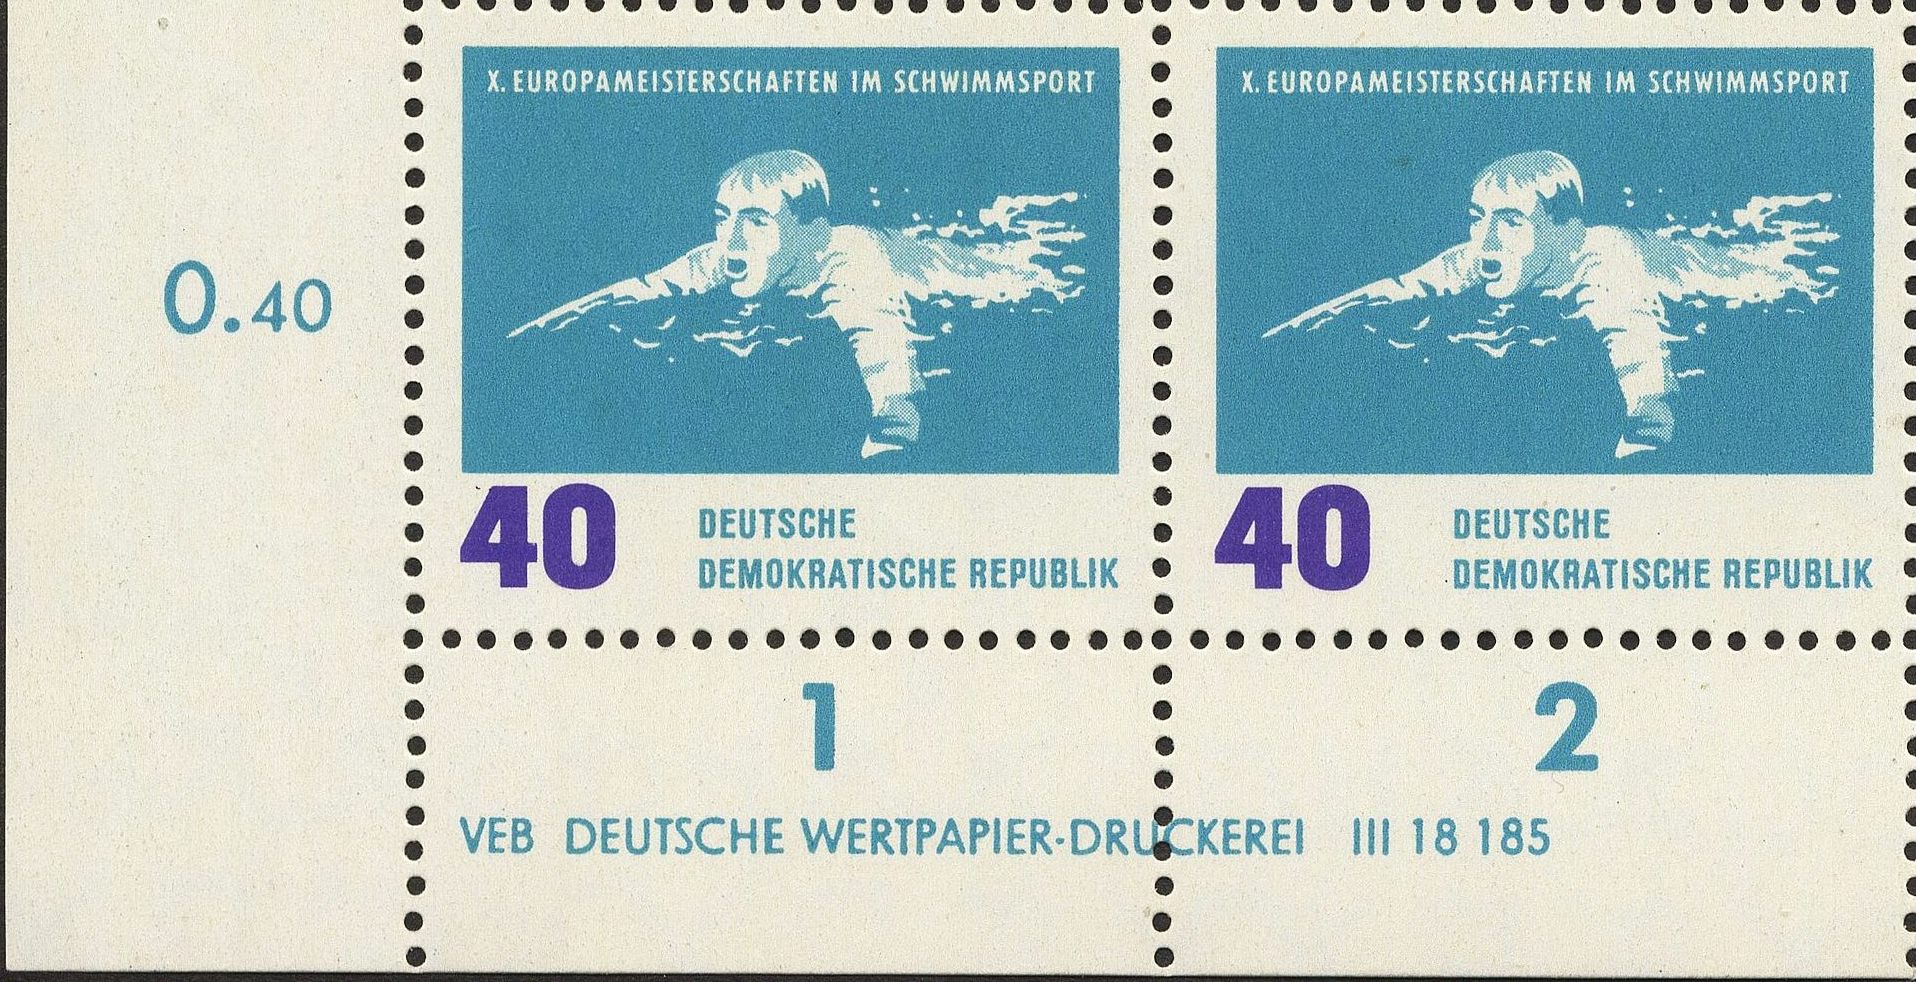 X. EUROPAMEISTERSCHAFTEN IM SCHWIMMSPORT
X. EUROPAMEISTERSCHAFTEN IM SCHWIMMSPORT
0.40
40
DEUTSCHE
DEMOKRATISCHE REPUBLIK
40
DEUTSCHE
DEMOKRATISCHE REPUBLIK
1
2
VEB DEUTSCHE WERTPAPIER-DRUCKEREI III 18 185